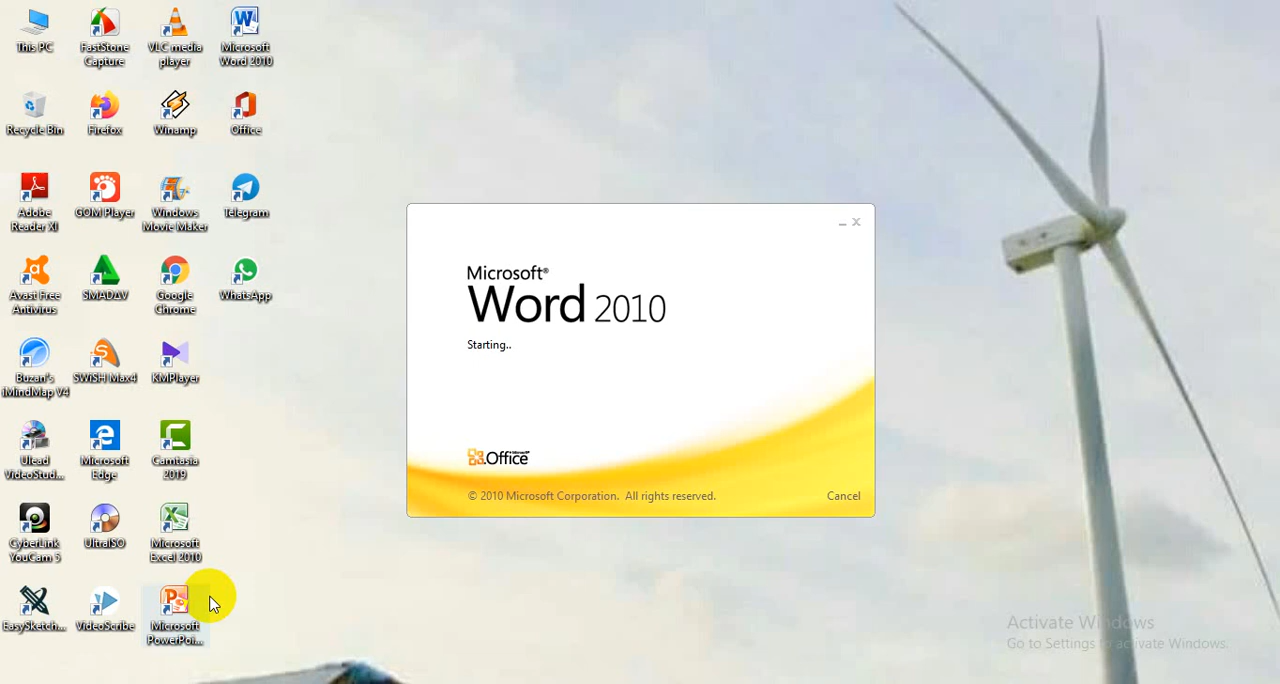 This PC
FastStone
Capture
VLC media
player
Microsoft
Word 2010
Recycle Bin
Firefox
Winamp
Office
Adobe
Reader XI
GOM Player
Windows
Movie Maker
Telegram
Avast Free
Antivirus
SMADAV
Google
Chrome
WhatsApp
Buzan's
iMindMap V4
SWiSH Max4
KMPlayer
Ulead
VideoStud...
Microsoft
Edge
Camtasia
2019
CyberLink
YouCam 5
UltraISO
Microsoft
Excel 2010
EasySketch...
VideoScribe
Microsoft
PowerPoi...
Microsoft®
Word 2010
Starting..
Microsoft®
Office
© 2010 Microsoft Corporation. All rights reserved.
Cancel
Activate Windows
Go to Settings to activate Windows.